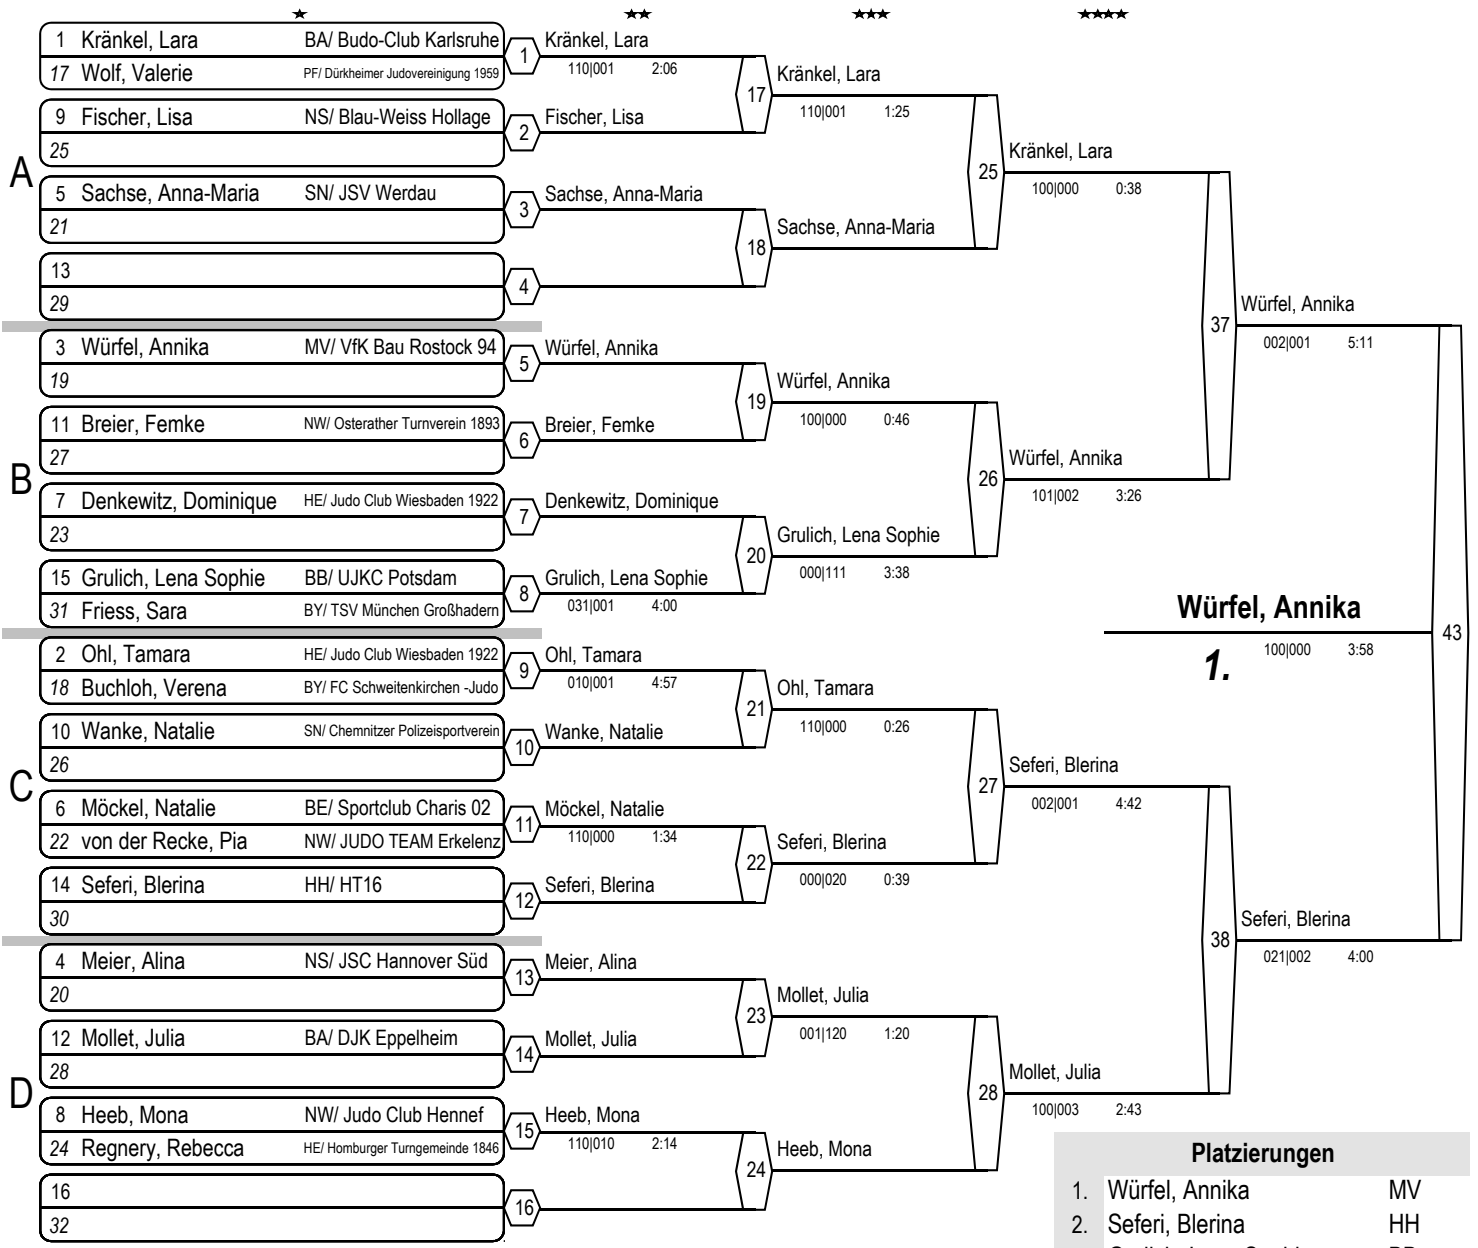 1 Kränkel, Lara BA/ Budo-Club Karlsruhe
17 Wolf, Valerie PF/ Dürkheimer Judovereinigung 1959
1
9 Fischer, Lisa NS/ Blau-Weiss Hollage
25
2
A
5 Sachse, Anna-Maria SN/ JSV Werdau
21
3
13
29
4
3 Würfel, Annika MV/ VfK Bau Rostock 94
19
5
11 Breier, Femke NW/ Osterather Turnverein 1893
27
6
B
7 Denkewitz, Dominique HE/ Judo Club Wiesbaden 1922
23
7
15 Grulich, Lena Sophie BB/ UJKC Potsdam
31 Friess, Sara BY/ TSV München Großhadern
8
2 Ohl, Tamara HE/ Judo Club Wiesbaden 1922
18 Buchloh, Verena BY/ FC Schweitenkirchen -Judo
9
10 Wanke, Natalie SN/ Chemnitzer Polizeisportverein
26
10
C
6 Möckel, Natalie BE/ Sportclub Charis 02
22 von der Recke, Pia NW/ JUDO TEAM Erkelenz
11
14 Seferi, Blerina HH/ HT16
30
12
4 Meier, Alina NS/ JSC Hannover Süd
20
13
12 Mollet, Julia BA/ DJK Eppelheim
28
14
D
8 Heeb, Mona NW/ Judo Club Hennef
24 Regnery, Rebecca HE/ Homburger Turngemeinde 1846
15
16
32
16
Kränkel, Lara
110|001 2:06
Fischer, Lisa
17
Sachse, Anna-Maria
18
Würfel, Annika
Breier, Femke
19
Denkewitz, Dominique
Grulich, Lena Sophie
031|001 4:00
20
Ohl, Tamara
010|001 4:57
Wanke, Natalie
21
Möckel, Natalie
110|000 1:34
Seferi, Blerina
22
Meier, Alina
Mollet, Julia
23
Heeb, Mona
110|010 2:14
24
Kränkel, Lara
110|001 1:25
Sachse, Anna-Maria
25
Würfel, Annika
100|000 0:46
Grulich, Lena Sophie
000|111 3:38
26
Ohl, Tamara
110|000 0:26
Seferi, Blerina
000|020 0:39
27
Mollet, Julia
001|120 1:20
Heeb, Mona
28
Kränkel, Lara
100|000 0:38
Würfel, Annika
101|002 3:26
37
Seferi, Blerina
002|001 4:42
Mollet, Julia
100|003 2:43
38
Würfel, Annika
002|001 5:11
Seferi, Blerina
021|002 4:00
43
Würfel, Annika
1. 100|000 3:58
Platzierungen
1. Würfel, Annika MV
2. Seferi, Blerina HH